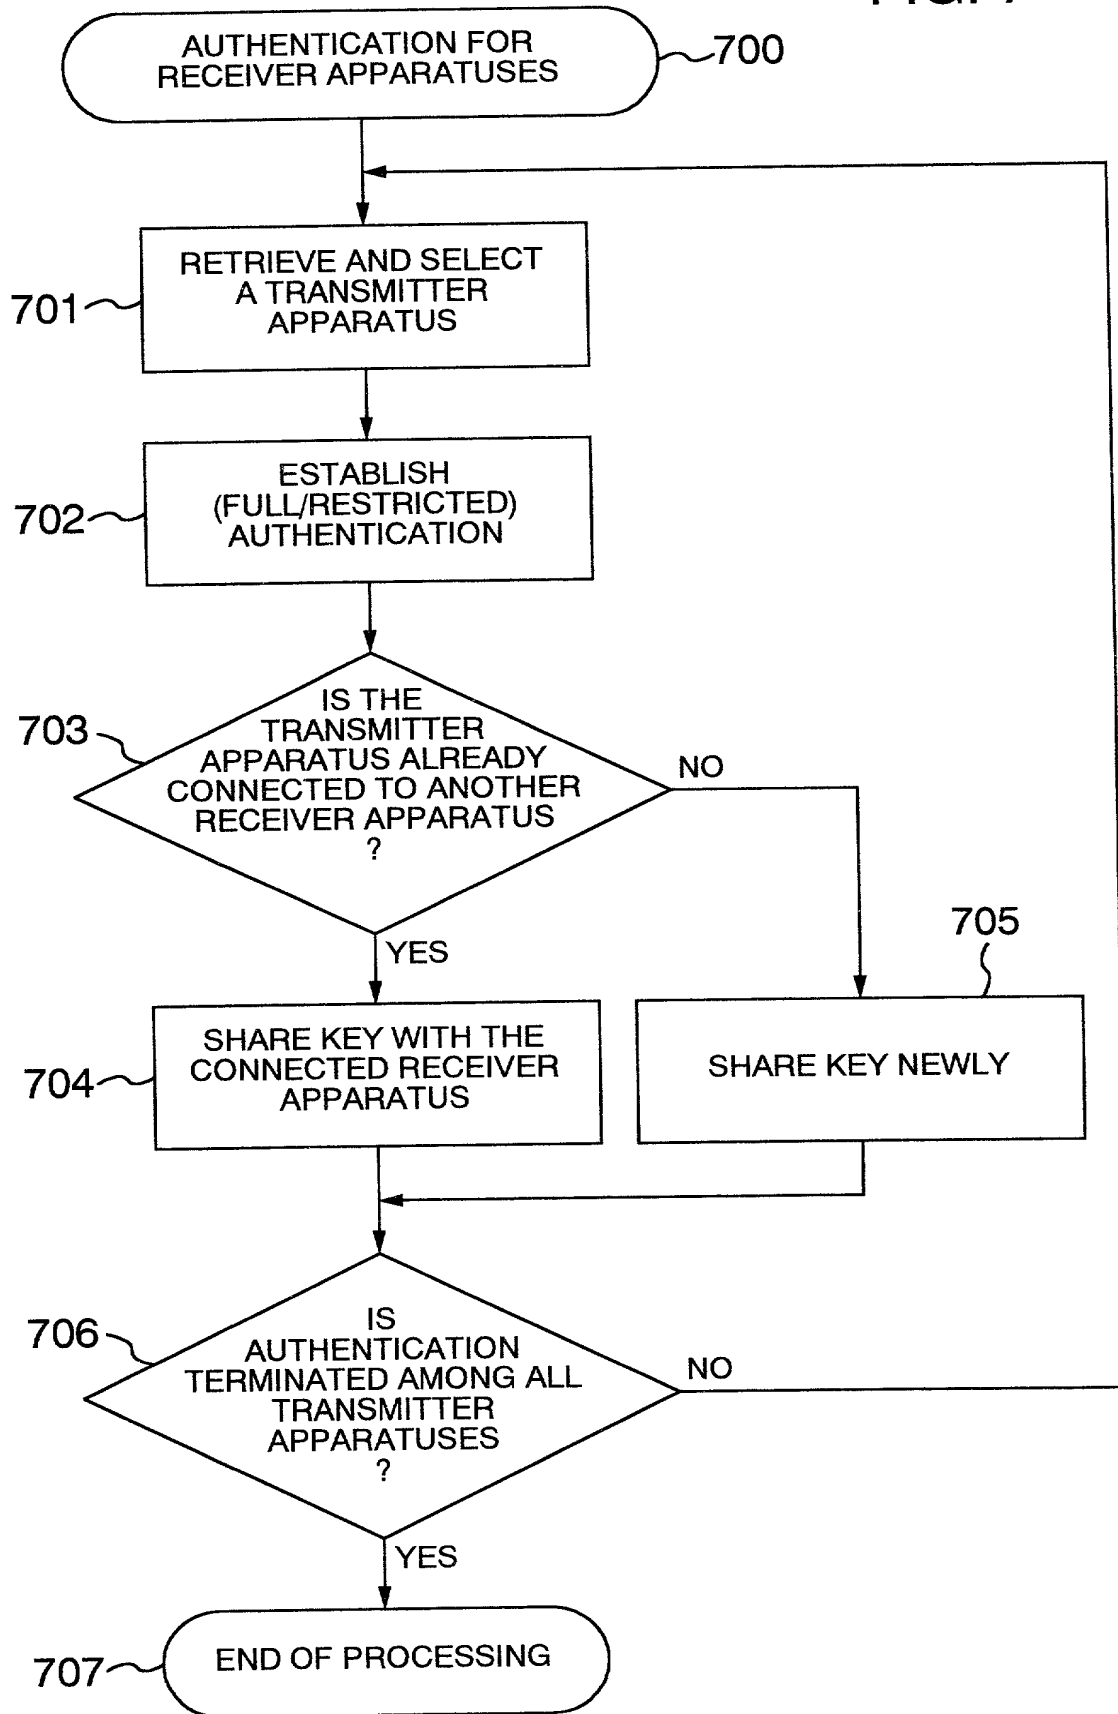 AUTHENTICATION FOR
RECEIVER APPARATUSES
700
RETRIEVE AND SELECT
A TRANSMITTER
APPARATUS
701
ESTABLISH
(FULL/RESTRICTED)
AUTHENTICATION
702
IS THE
TRANSMITTER
APPARATUS ALREADY
CONNECTED TO ANOTHER
RECEIVER APPARATUS
?
703
NO
YES
705
SHARE KEY WITH THE
CONNECTED RECEIVER
APPARATUS
704
SHARE KEY NEWLY
IS
AUTHENTICATION
TERMINATED AMONG ALL
TRANSMITTER
APPARATUSES
?
706
NO
YES
END OF PROCESSING
707